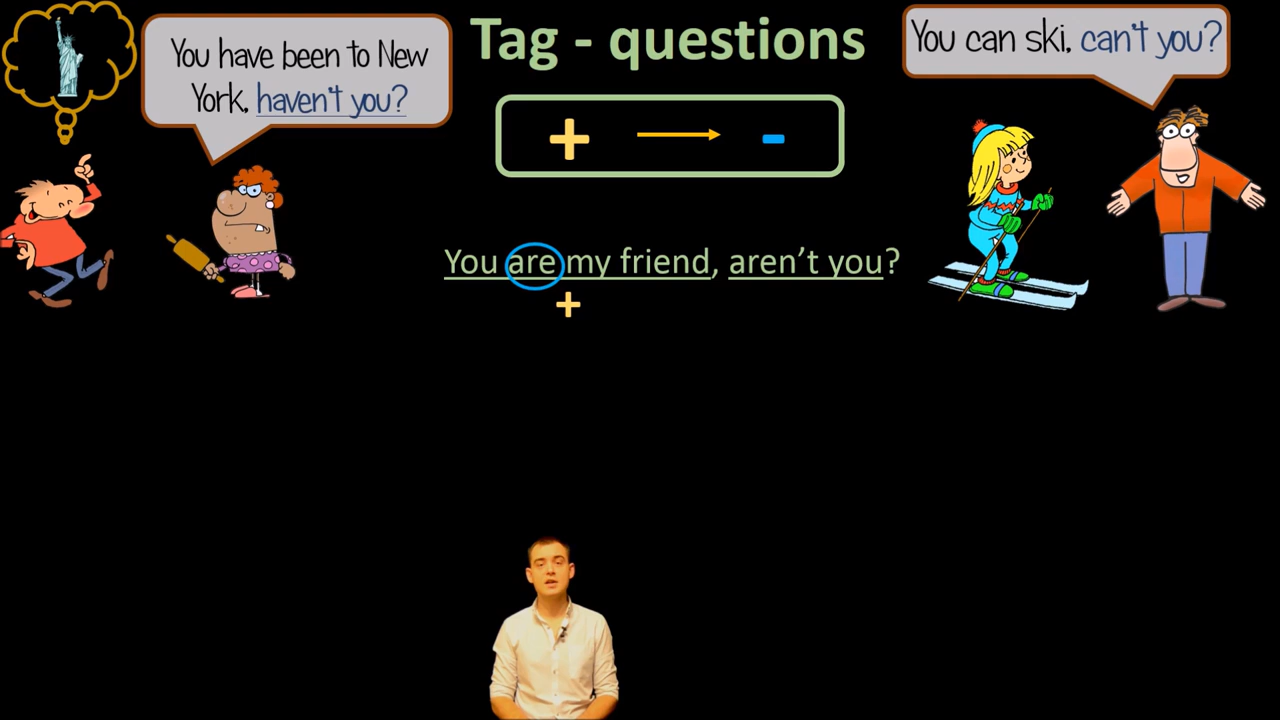 Tag - questions
You have been to New
York, haven't you?
You can ski, can't you?
+ → -
You are my friend, aren't you?
+